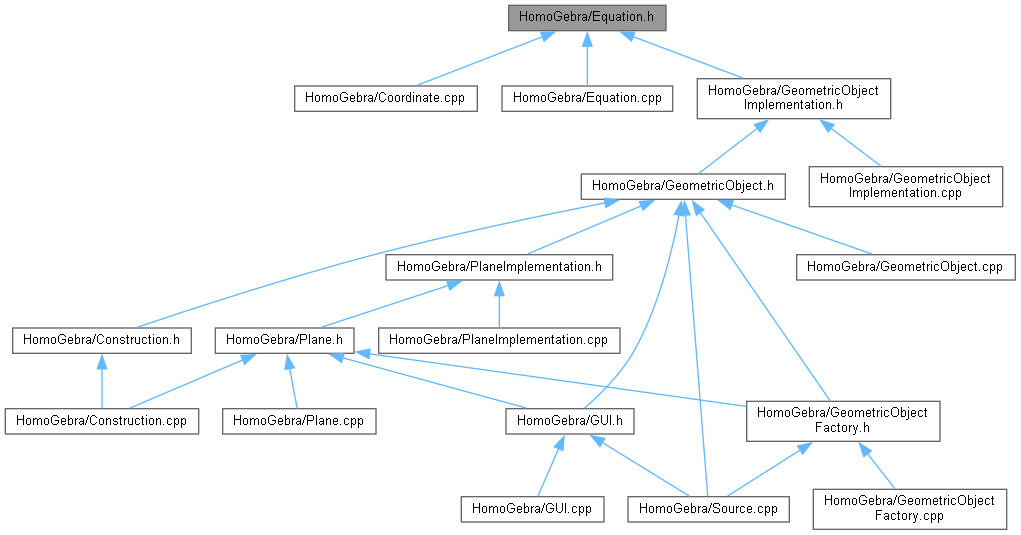 HomoGebra/Equation.h
HomoGebra/Coordinate.cpp
HomoGebra/Equation.cpp
HomoGebra/GeometricObject
Implementation.h
HomoGebra/GeometricObject.h
HomoGebra/GeometricObject
Implementation.cpp
HomoGebra/PlaneImplementation.h
HomoGebra/GeometricObject.cpp
HomoGebra/Construction.h
HomoGebra/Plane.h
HomoGebra/PlaneImplementation.cpp
HomoGebra/Construction.cpp
HomoGebra/Plane.cpp
HomoGebra/GUI.h
HomoGebra/GeometricObject
Factory.h
HomoGebra/GUI.cpp
HomoGebra/Source.cpp
HomoGebra/GeometricObject
Factory.cpp